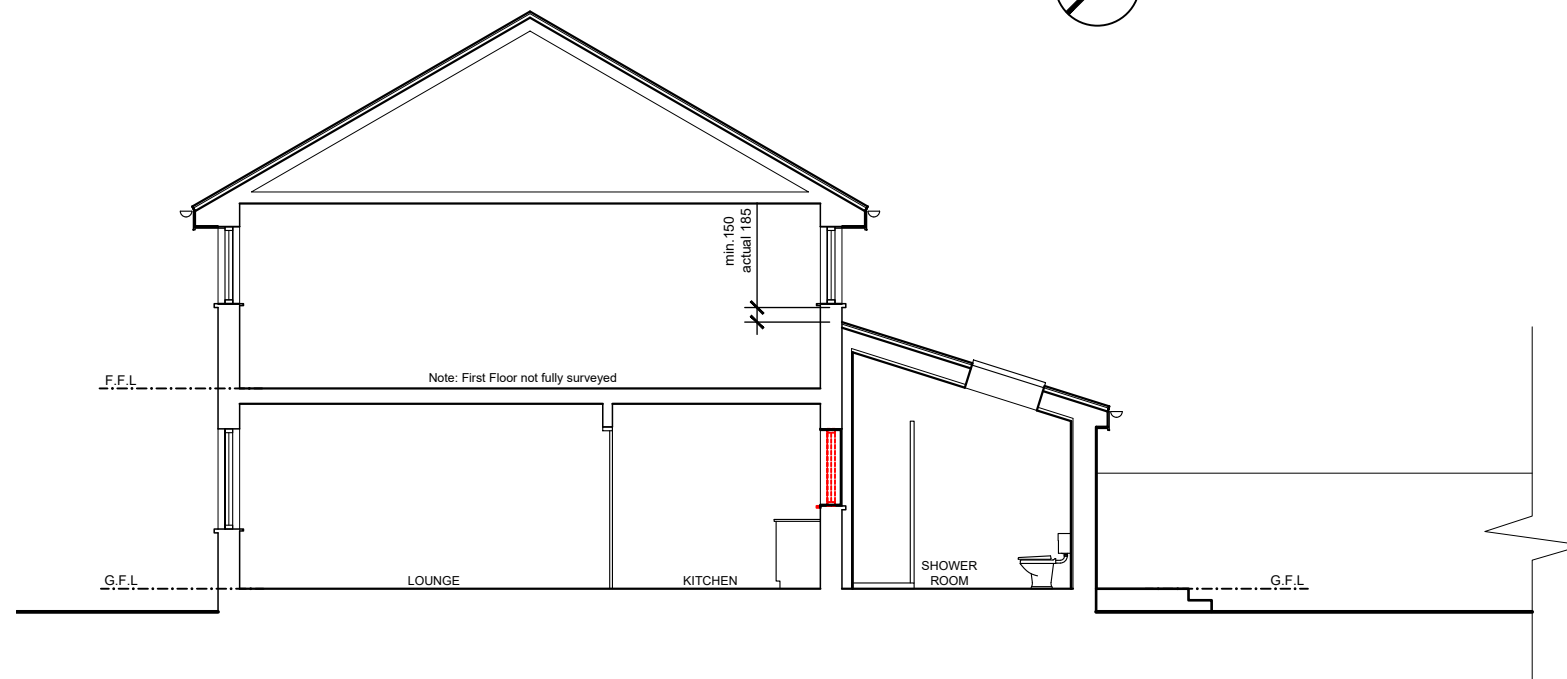 min.150
actual 185
F.F.L
Note: First Floor not fully surveyed
G.F.L
LOUNGE
KITCHEN
SHOWER
ROOM
G.F.L